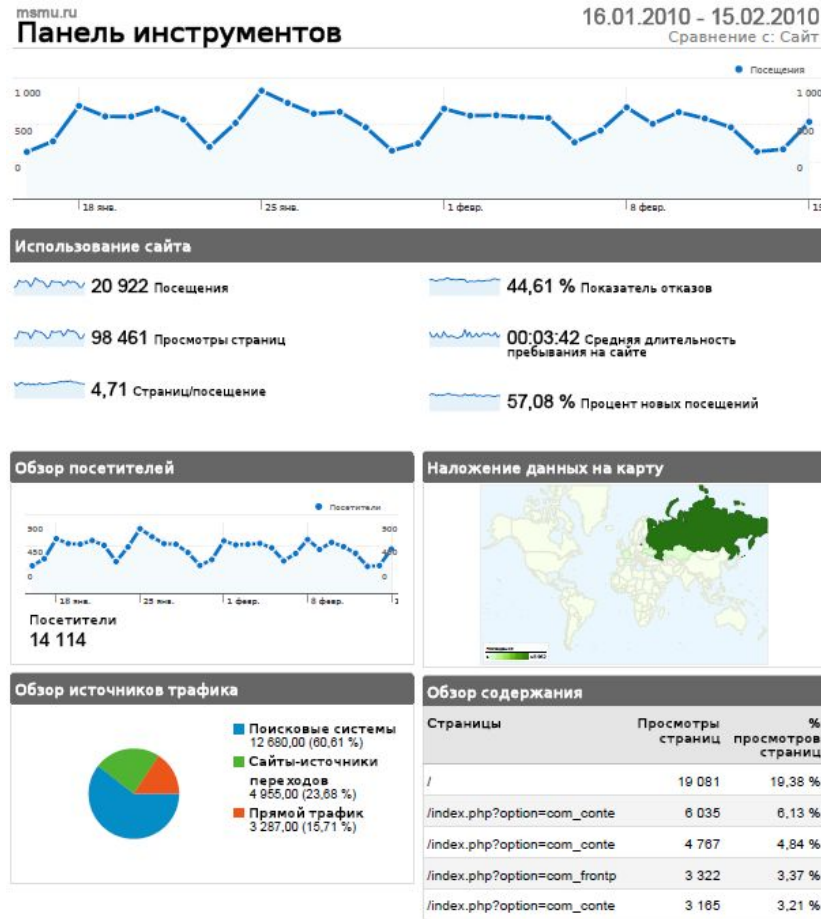 msmu.ru
Панель инструментов
16.01.2010 - 15.02.2010
Сравнение с: Сайт
Посещения
1 000
500
0
1 000
500
0
18 янв.
25 янв.
1 февр.
8 февр.
15
Использование сайта
20 922 Посещения
98 461 Просмотры страниц
4,71 Страниц/посещение
44,61 % Показатель отказов
00:03:42 Средняя длительность
пребывания на сайте
57,08 % Процент новых посещений
Обзор посетителей
Посетители
900
450
0
900
450
0
18 янв.
25 янв.
1 февр.
8 февр.
1
Посетители
14 114
Наложение данных на карту
Обзор источников трафика
Поисковые системы
12 680,00 (60,61 %)
Сайты-источники
переходов
4 955,00 (23,68 %)
Прямой трафик
3 287,00 (15,71 %)
Обзор содержания
Страницы Просмотры страниц % просмотров страниц
/ 19 081 19,38 %
/index.php?option=com_conte 6 035 6,13 %
/index.php?option=com_conte 4 767 4,84 %
/index.php?option=com_frontp 3 322 3,37 %
/index.php?option=com_conte 3 165 3,21 %